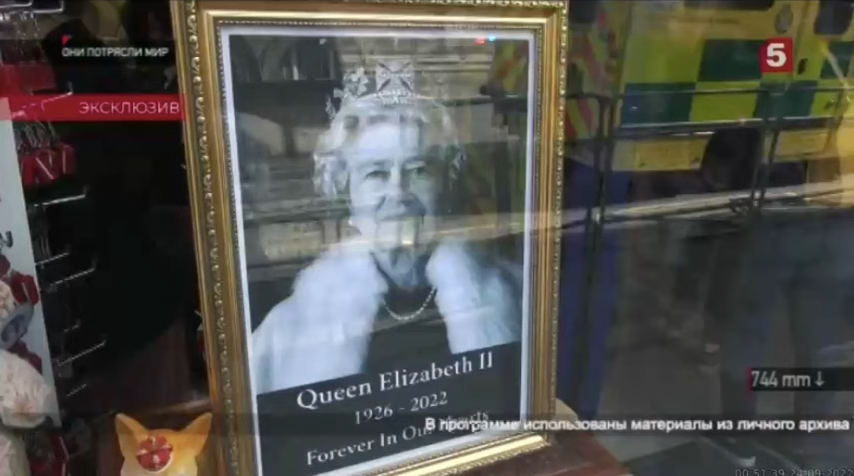 ОНИ ПОТРЯСЛИ МИР
5
ЭКСКЛЮЗИВ
Queen Elizabeth II
1926 - 2022
Forever In Our Hearts
744 mm ↓
В программе использованы материалы из личного архива